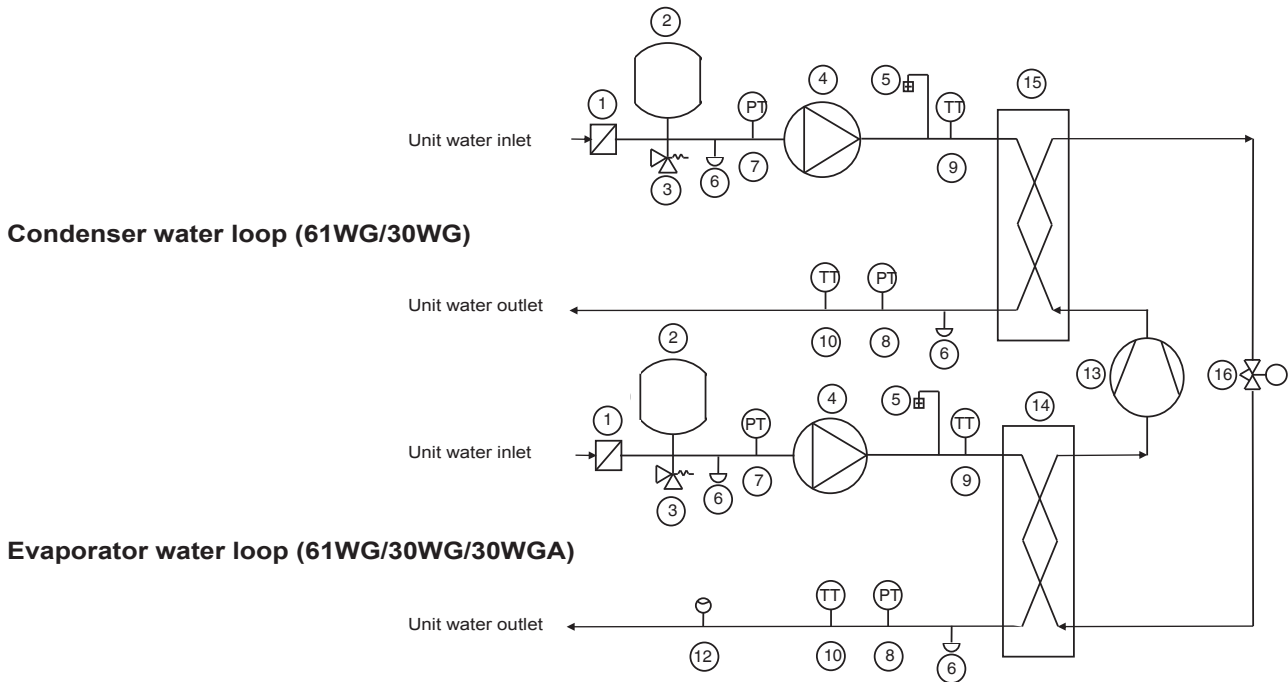 2
4
5
15
1
PT
TT
Unit water inlet
3
6
7
9
Condenser water loop (61WG/30WG)
TT
PT
Unit water outlet
10
8
6
2
13
16
4
5
14
1
PT
TT
Unit water inlet
3
6
7
9
Evaporator water loop (61WG/30WG/30WGA)
TT
PT
Unit water outlet
12
10
8
6